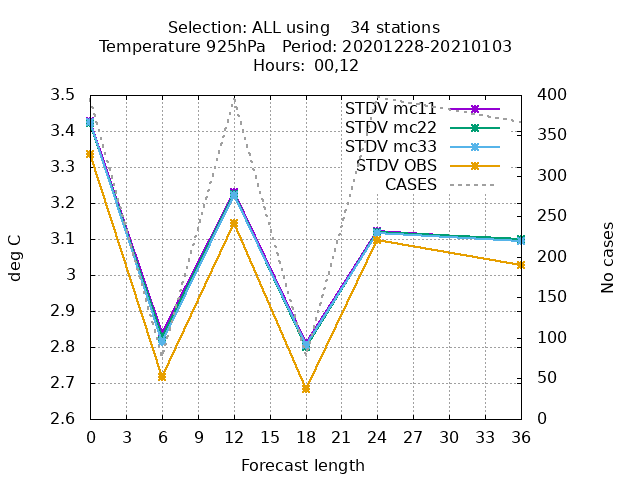 Selection: ALL using    34 stations
Temperature 925hPa   Period: 20201228-20210103
Hours:  00,12
3.5
3.4
3.3
3.2
3.1
3
2.9
2.8
2.7
2.6
deg C
STDV mc11
STDV mc22
STDV mc33
STDV OBS
CASES
400
350
300
250
200
150
100
50
0
No cases
0 3 6 9 12 15 18 21 24 27 30 33 36
Forecast length